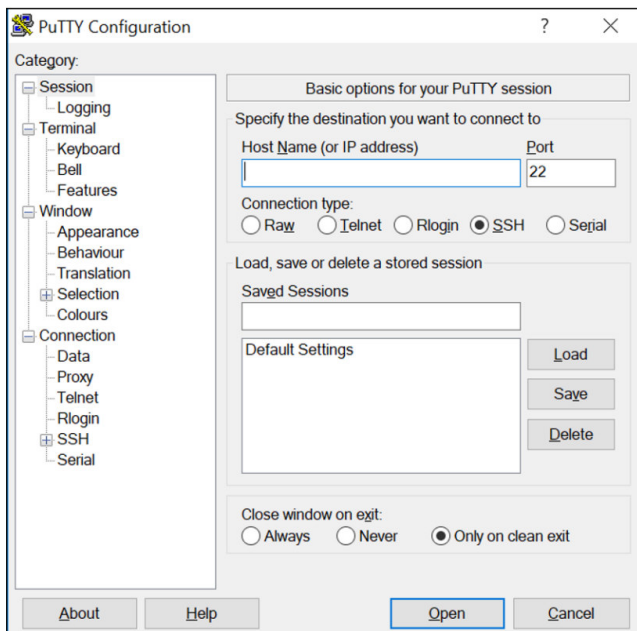 PuTTY Configuration
? 
Category:
Session
Logging
Terminal
Keyboard
Bell
Features
Window
Appearance
Behaviour
Translation
Selection
Colours
Connection
Data
Proxy
Telnet
Rlogin
SSH
Serial
Basic options for your PuTTY session
Specify the destination you want to connect to
Host Name (or IP address) Port
22
Connection type:
Raw Telnet Rlogin SSH Serial
Load, save or delete a stored session
Saved Sessions
Default Settings
Load
Save
Delete
Close window on exit:
Always Never Only on clean exit
About Help Open Cancel